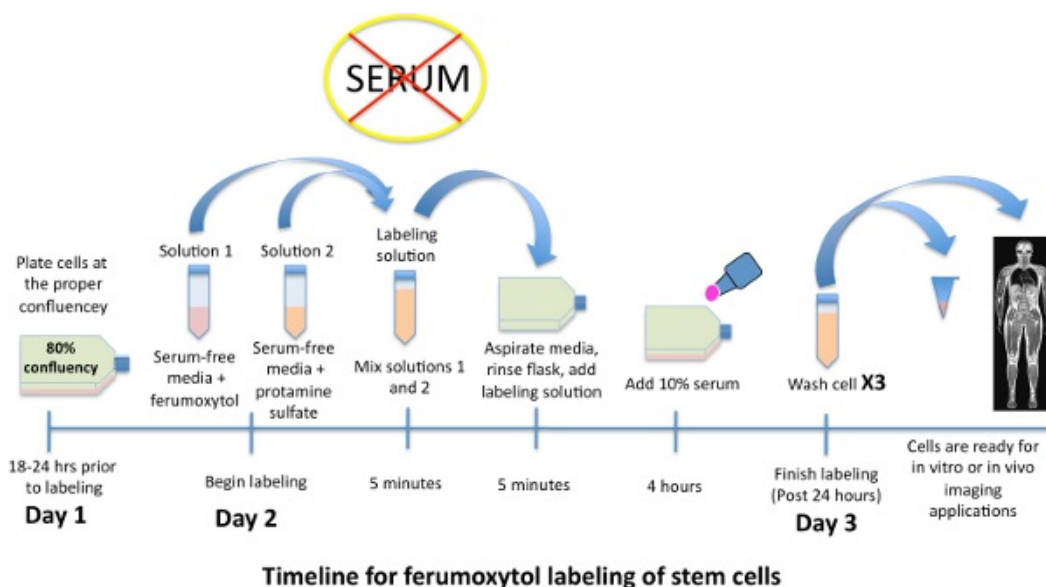 SERUM
Plate cells at
the proper
confluencey
80%
confluency
Solution 1
Serum-free
media +
ferumoxytol
Solution 2
Serum-free
media +
protamine
sulfate
Labeling
solution
Mix solutions 1
and 2
Aspirate media,
rinse flask, add
labeling solution
Add 10% serum
Wash cell X3
18-24 hrs prior
to labeling
Day 1
Begin labeling
Day 2
5 minutes
5 minutes
4 hours
Finish labeling
(Post 24 hours)
Day 3
Cells are ready for
in vitro or in vivo
imaging
applications
Timeline for ferumoxytol labeling of stem cells